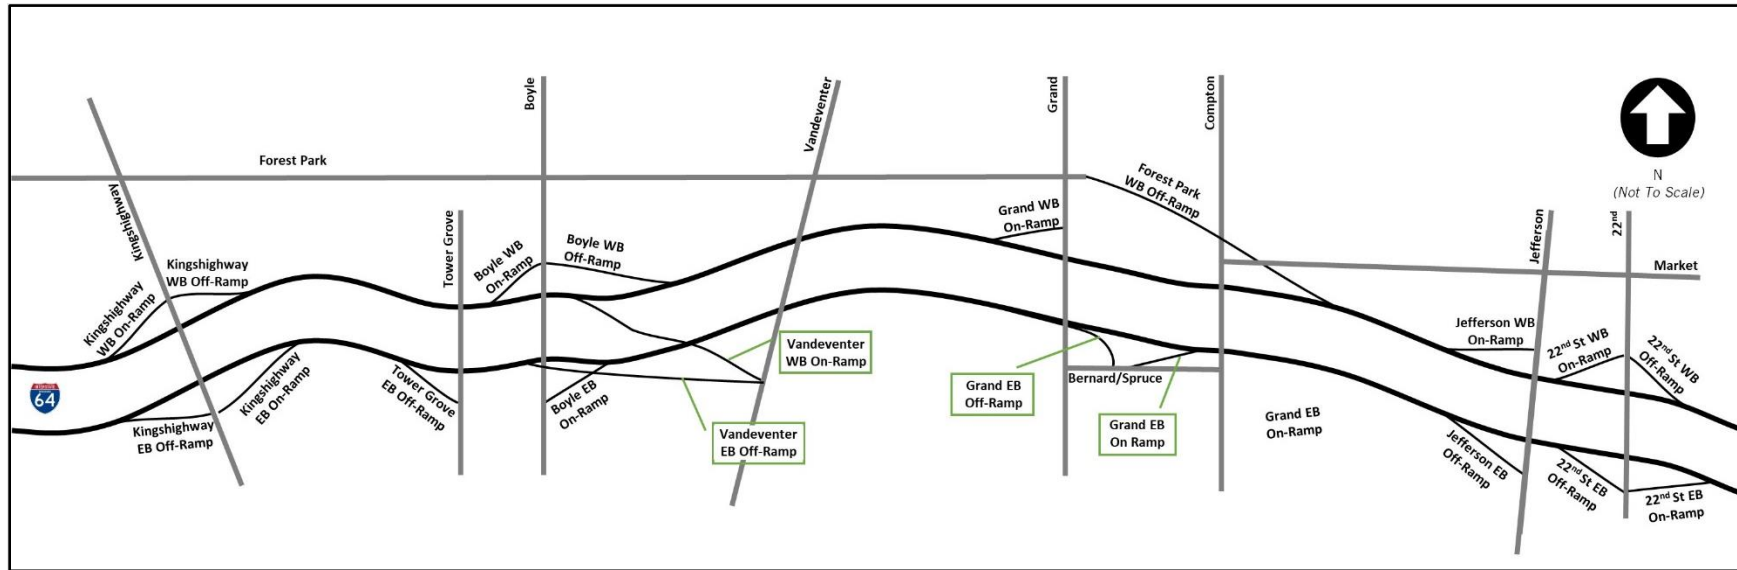 Boyle
Vandeventer
Grand
Compton
Forest Park
Kingshighway
Forest Park
WB Off-Ramp
N
(Not To Scale)
Tower Grove
Boyle WB
On-Ramp
Boyle WB
Off-Ramp
Grand WB
On-Ramp
Jefferson
22nd
Market
Kingshighway
WB Off-Ramp
Kingshighway
WB On-Ramp
Vandeventer
WB On-Ramp
Jefferson WB
On-Ramp
22nd St WB
On-Ramp
22nd St WB
Off-Ramp
64
Kingshighway
EB Off-Ramp
Kingshighway
EB On-Ramp
Tower Grove
EB Off-Ramp
Boyle EB
On-Ramp
Vandeventer
EB Off-Ramp
Grand EB
Off-Ramp
Bernard/Spruce
Grand EB
On Ramp
Grand EB
On-Ramp
Jefferson EB
Off-Ramp
22nd St EB
Off-Ramp
22nd St EB
On-Ramp